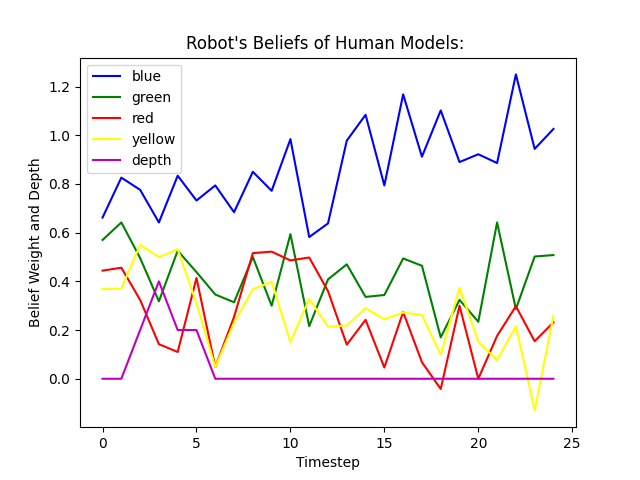 Robot's Beliefs of Human Models:
blue
green
red
yellow
depth
Belief Weight and Depth
1.2
1.0
0.8
0.6
0.4
0.2
0.0
0 5 10 15 20 25
Timestep